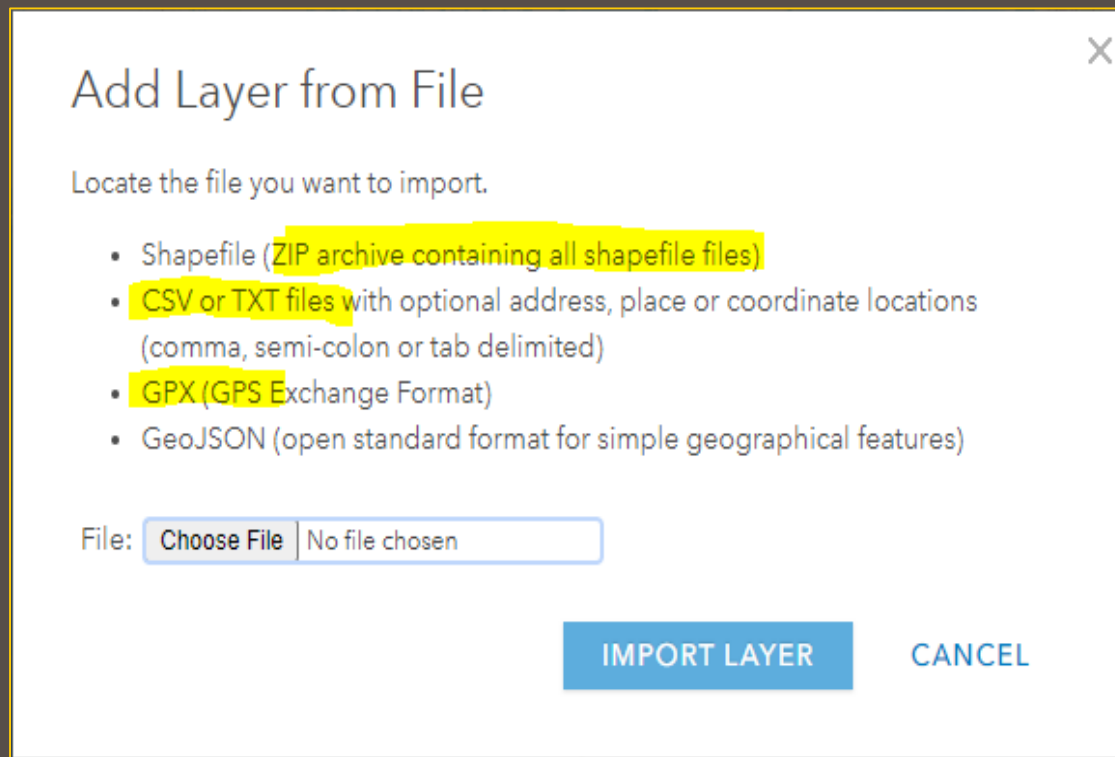 Add Layer from File
Locate the file you want to import.
• Shapefile (ZIP archive containing all shapefile files)
• CSV or TXT files with optional address, place or coordinate locations
(comma, semi-colon or tab delimited)
• GPX (GPS Exchange Format)
• GeoJSON (open standard format for simple geographical features)
File: Choose File No file chosen
IMPORT LAYER CANCEL